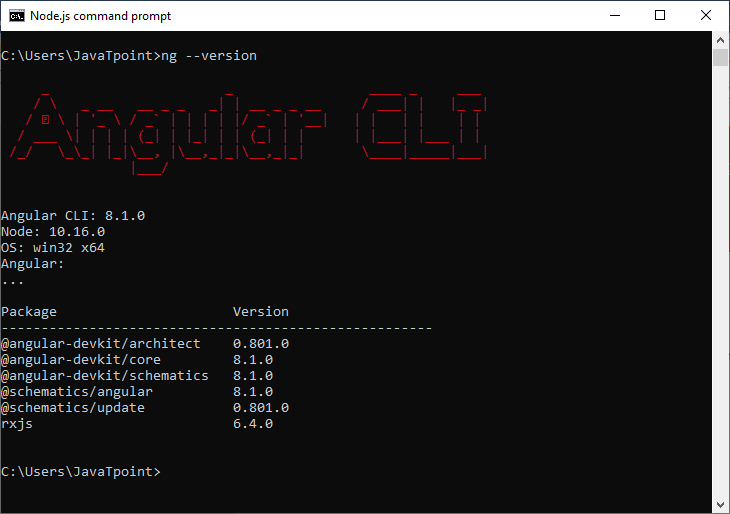 Node.js command prompt
C:\Users\JavaTpoint>ng --version
Angular CLI
Angular CLI: 8.1.0
Node: 10.16.0
OS: win32 x64
Angular:
...
Package Version
------------------------------------------------------
@angular-devkit/architect 0.801.0
@angular-devkit/core 8.1.0
@angular-devkit/schematics 8.1.0
@schematics/angular 8.1.0
@schematics/update 0.801.0
rxjs 6.4.0
C:\Users\JavaTpoint>